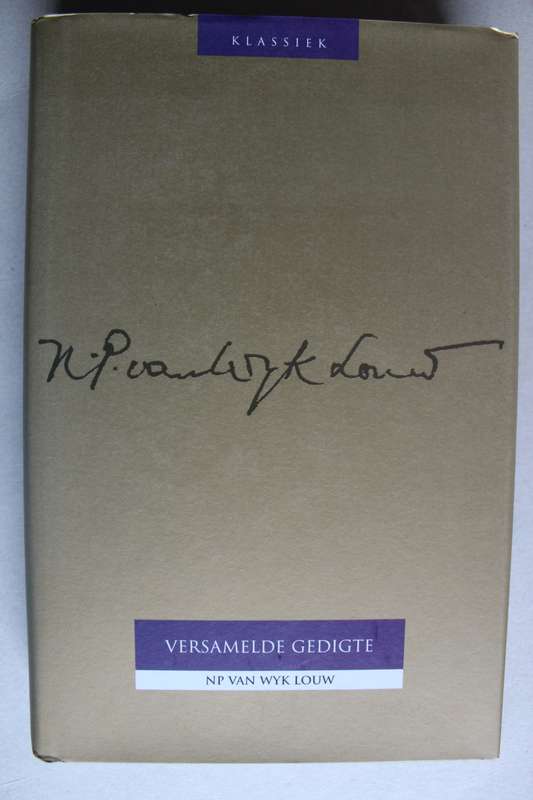 KLASSIEK
N.P. van Wyk Louw
VERSAMELDE GEDIGTE
NP VAN WYK LOUW